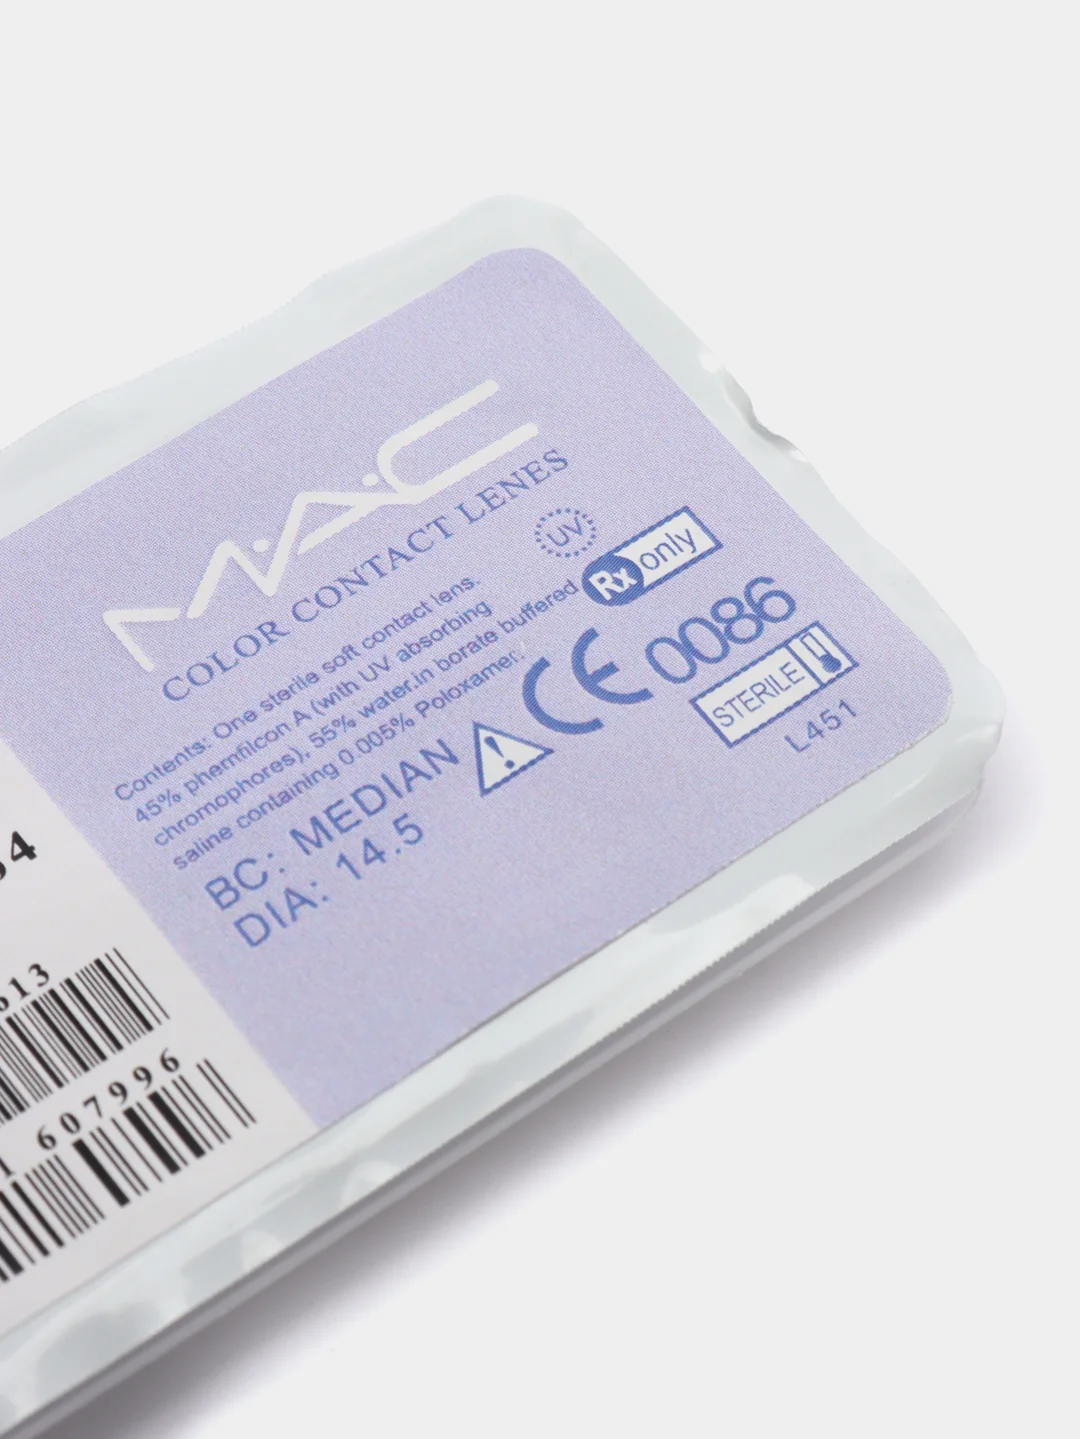 M·A·C
COLOR CONTACT LENES
UV
Rx only
Contents: One sterile soft contact lens.
45% phemfilcon A (with UV absorbing
chromophores), 55% water.in borate buffered
saline containing 0.005% Poloxamer.
CE 0086
STERILE
L451
BC: MEDIAN
DIA: 14.5
607996